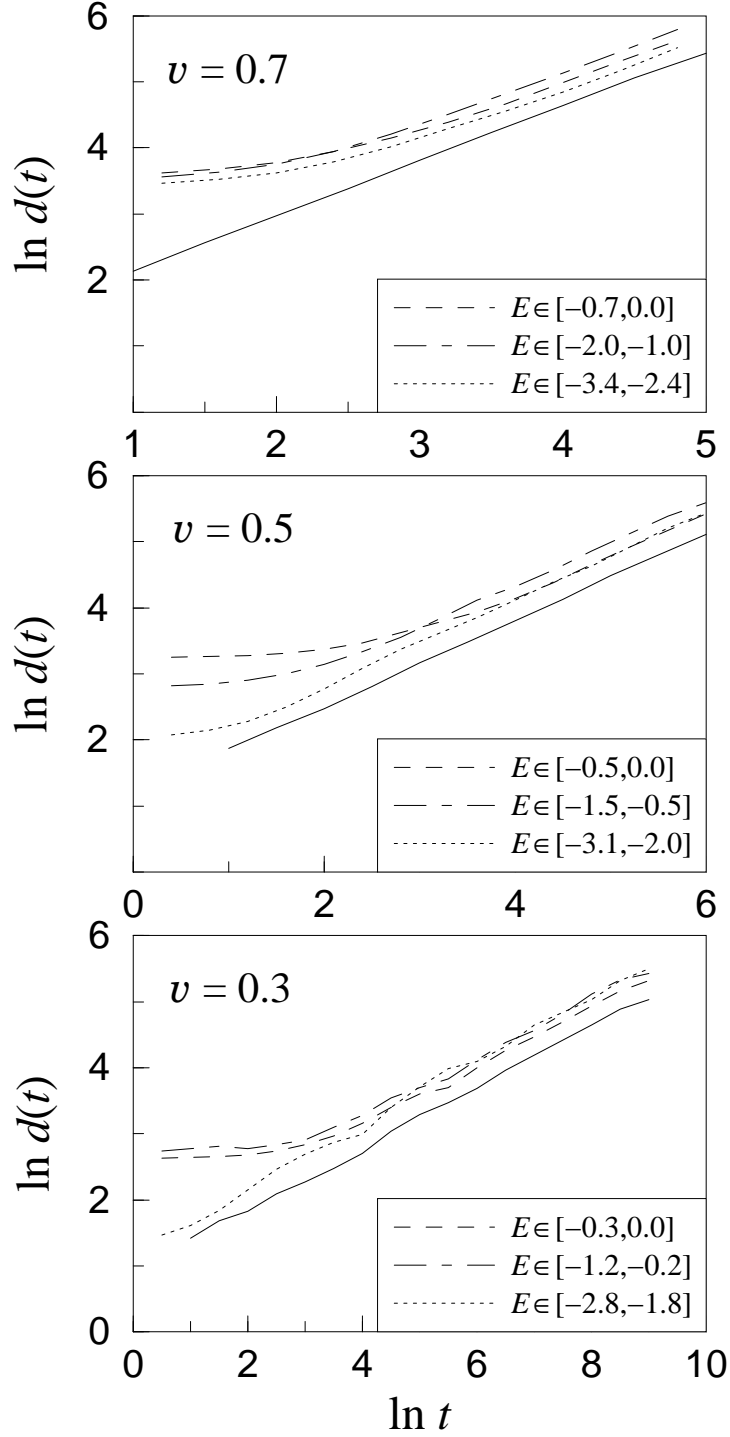 6
v = 0.7
4
ln d(t)
2
E∈[−0.7,0.0]
E∈[−2.0,−1.0]
E∈[−3.4,−2.4]
1 2 3 4 5
6
v = 0.5
4
ln d(t)
2
E∈[−0.5,0.0]
E∈[−1.5,−0.5]
E∈[−3.1,−2.0]
0 2 4 6
6
v = 0.3
4
ln d(t)
2
E∈[−0.3,0.0]
E∈[−1.2,−0.2]
E∈[−2.8,−1.8]
0
0 2 4 6 8 10
ln t